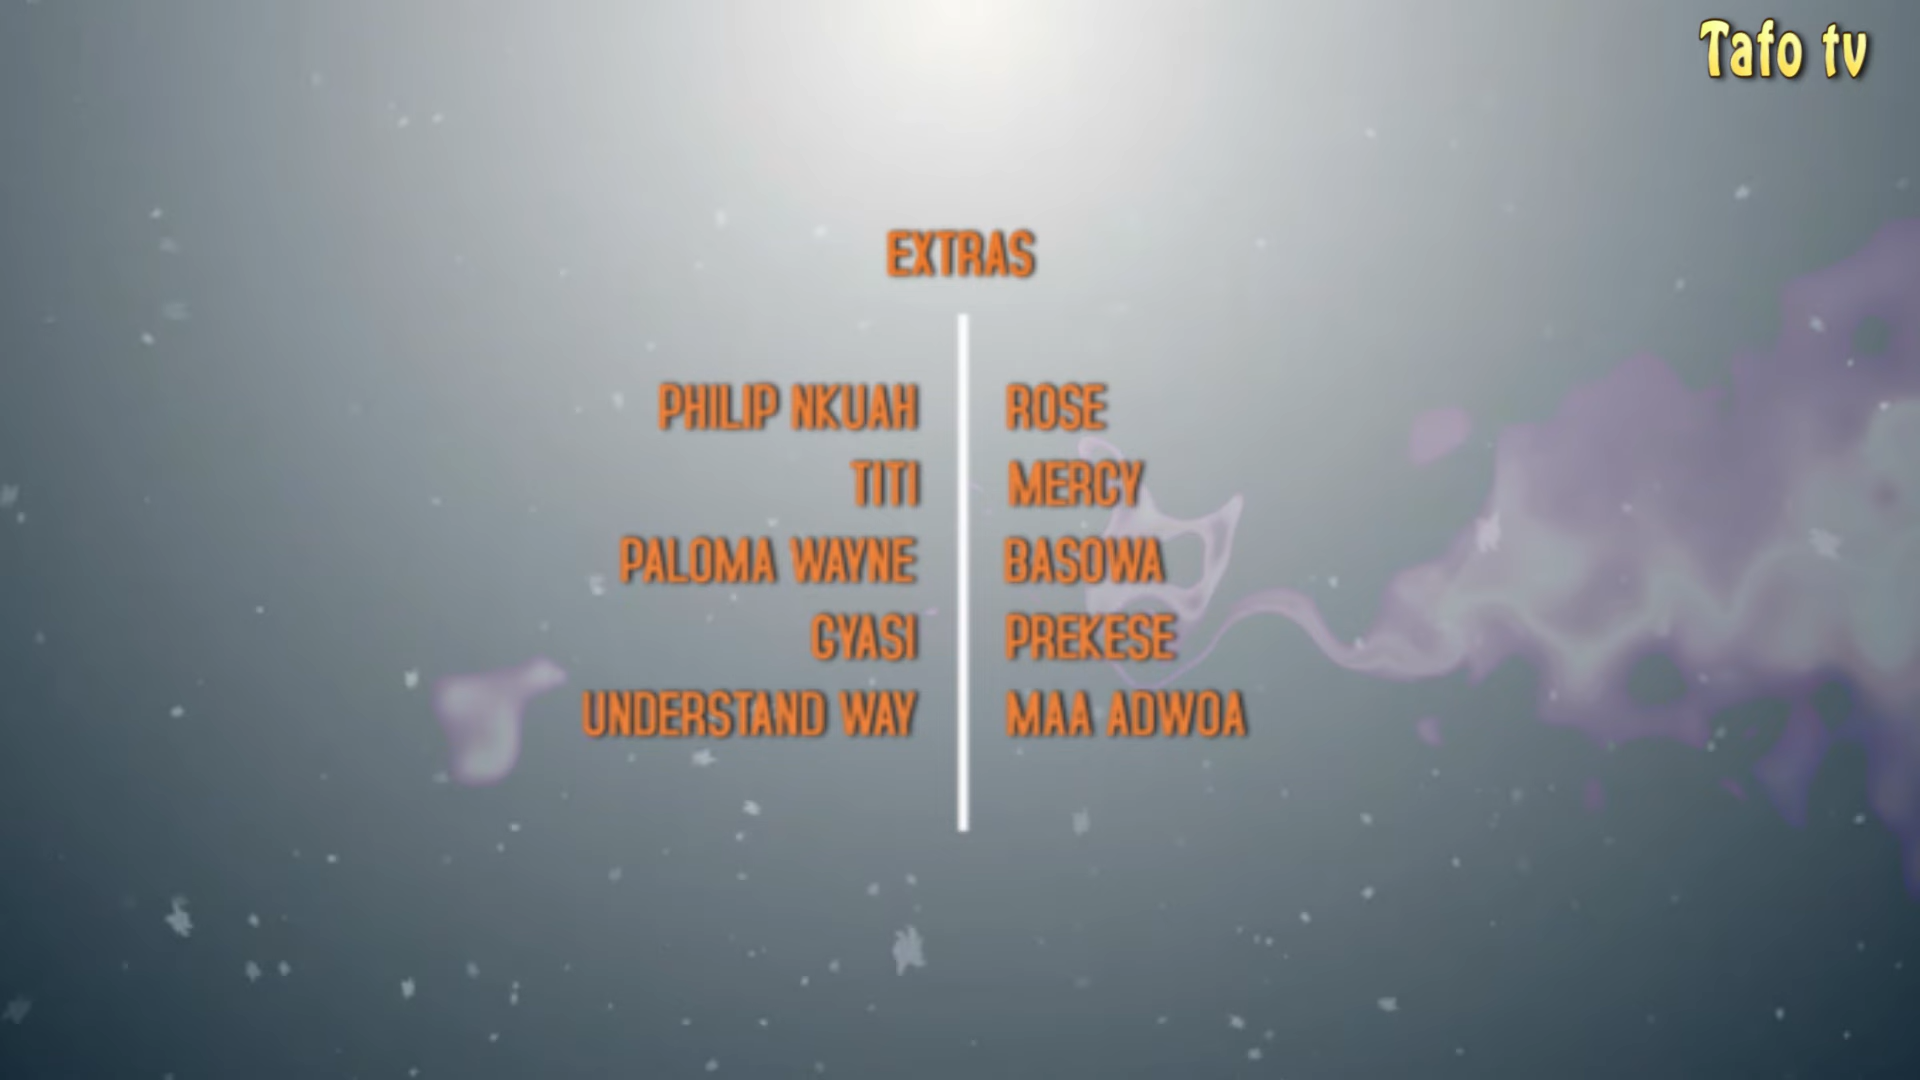 Tafo tv
EXTRAS
PHILIP NKUAH
ROSE
TITI
MERCY
PALOMA WAYNE
BASOWA
GYASI
PREKESE
UNDERSTAND WAY
MAA ADWOA